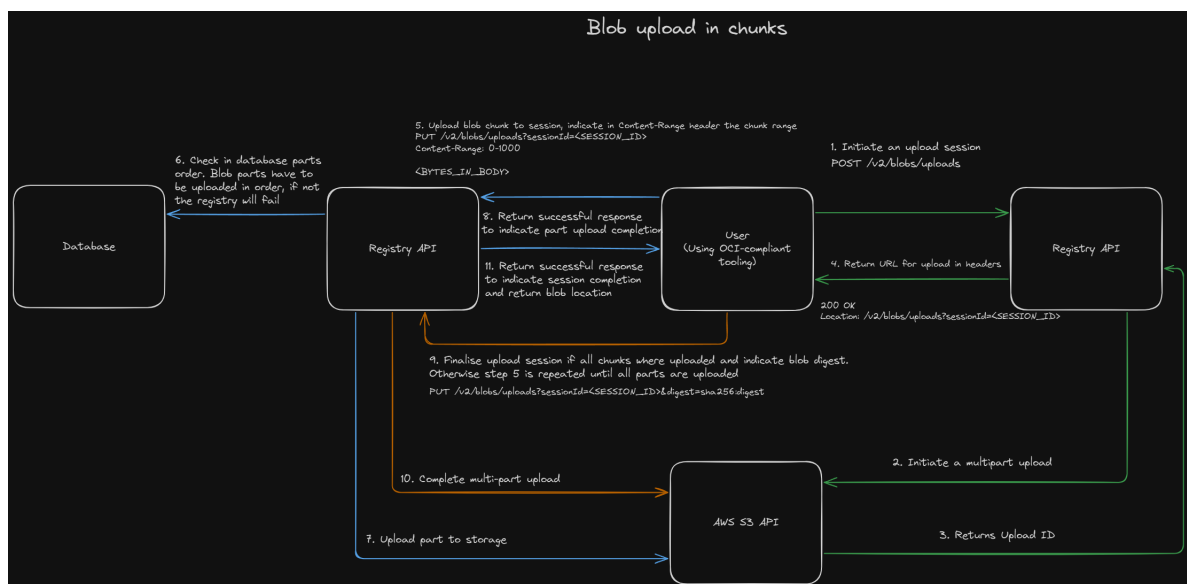 Blob upload in chunks
5. Upload blob chunk to session, indicate in Content-Range header the chunk range
PUT /v2/blobs/uploads?sessionId=<SESSION_ID>
Content-Range: 0-1000
<BYTES_IN_BODY>
1. Initiate an upload session
POST /v2/blobs/uploads
6. Check in database parts
order. Blob parts have to
be uploaded in order, if not
the registry will fail
Database
Registry API
8. Return successful response
to indicate part upload completion
User
(Using OCI-compliant
tooling)
Registry API
11. Return successful response
to indicate session completion
and return blob location
4. Return URL for upload in headers
200 OK
Location: /v2/blobs/uploads?sessionId=<SESSION_ID>
9. Finalise upload session if all chunks where uploaded and indicate blob digest.
Otherwise step 5 is repeated until all parts are uploaded
PUT /v2/blobs/uploads?sessionId=<SESSION_ID>&digest=sha256:digest
10. Complete multi-part upload
2. Initiate a multipart upload
AWS S3 API
7. Upload part to storage
3. Returns Upload ID